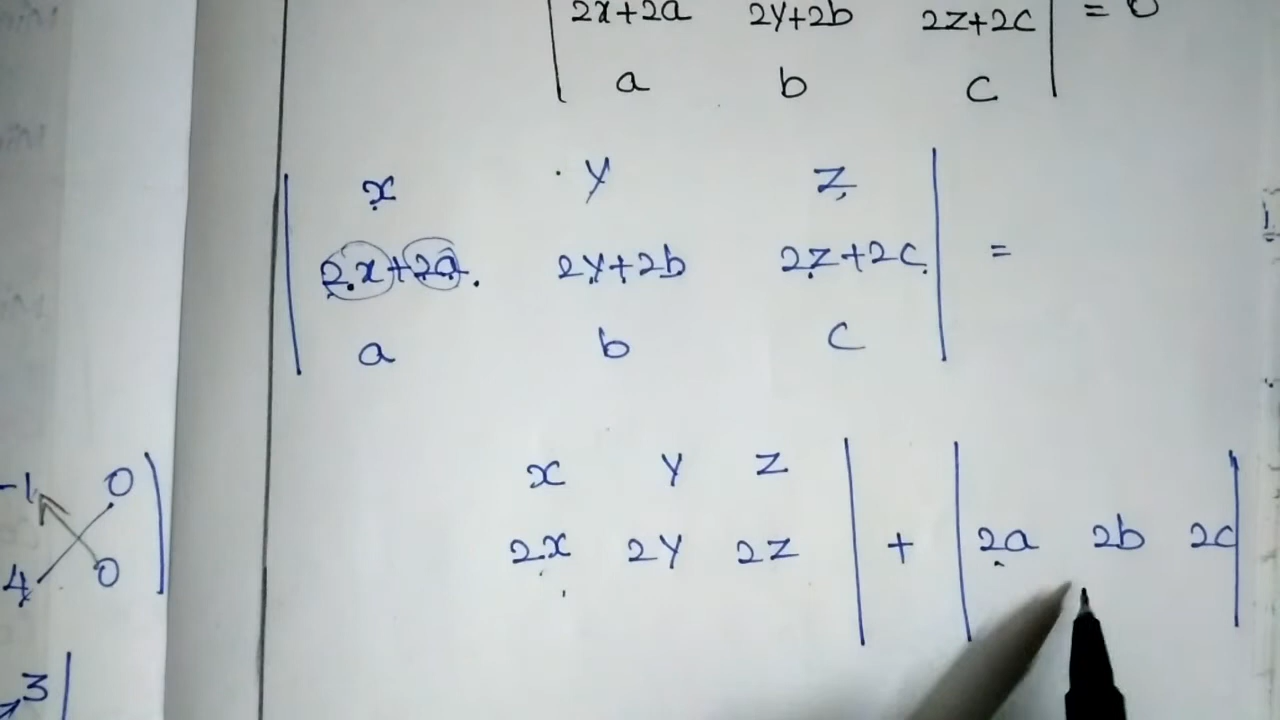 2x+2a 2y+2b 2z+2c = 0
a b c
x y z
2x+2a 2y+2b 2z+2c =
a b c
x y z
2x 2y 2z + 2a 2b 2c
-1 0
4 0
3